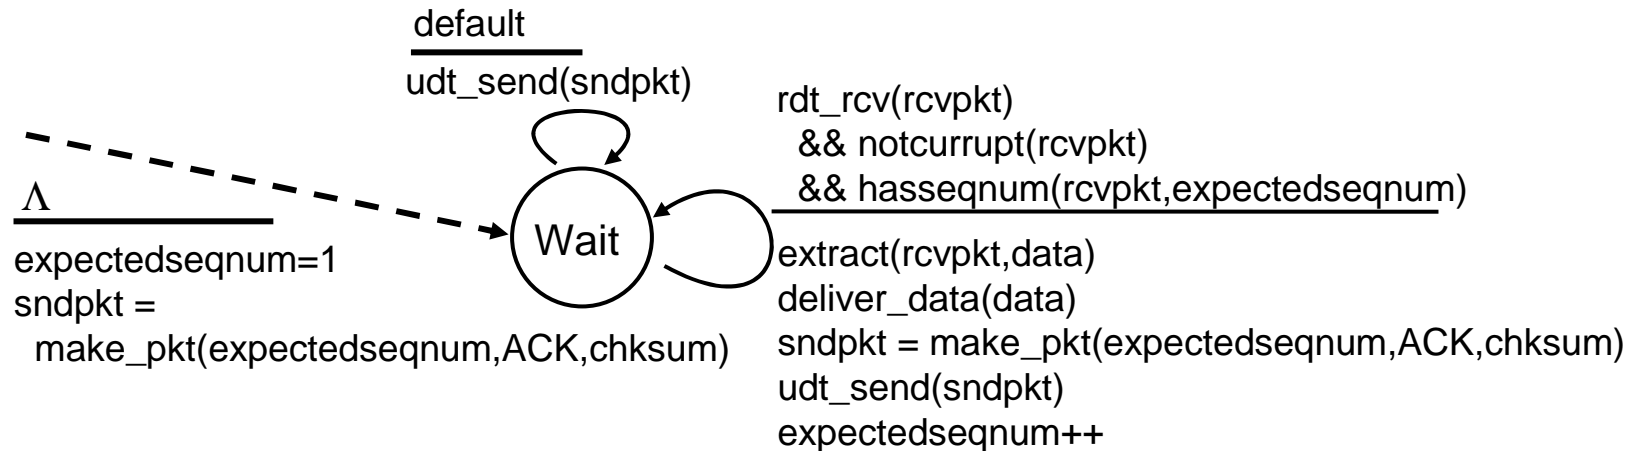 default
udt_send(sndpkt)
rdt_rcv(rcvpkt)
&& notcurrupt(rcvpkt)
&& hasseqnum(rcvpkt,expectedseqnum)
Λ
expectedseqnum=1
sndpkt =
make_pkt(expectedseqnum,ACK,chksum)
Wait
extract(rcvpkt,data)
deliver_data(data)
sndpkt = make_pkt(expectedseqnum,ACK,chksum)
udt_send(sndpkt)
expectedseqnum++